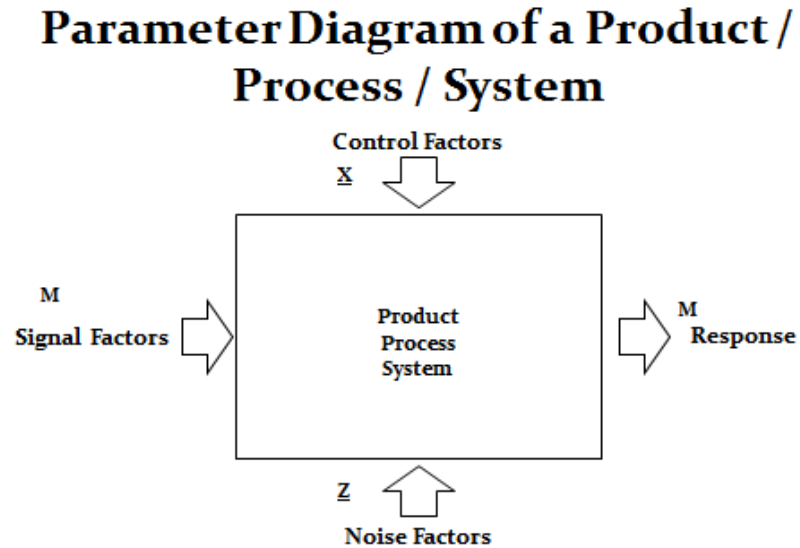 Parameter Diagram of a Product /
Process / System
Control Factors
X
M
Signal Factors
Product
Process
System
M
Response
Z
Noise Factors